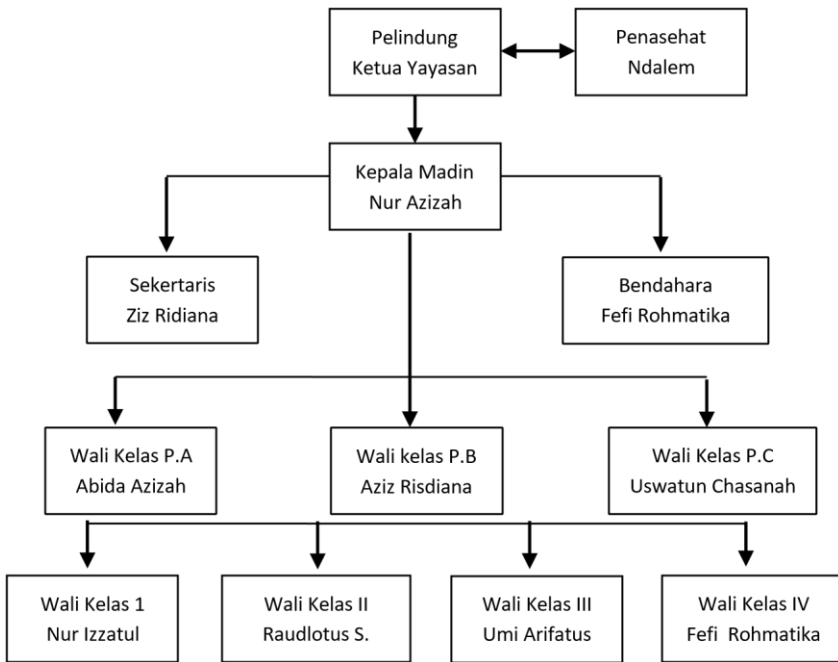 Pelindung
Ketua Yayasan
Penasehat
Ndalem
Kepala Madin
Nur Azizah
Sekertaris
Ziz Ridiana
Bendahara
Fefi Rohmatika
Wali Kelas P.A
Abida Azizah
Wali kelas P.B
Aziz Risdiana
Wali Kelas P.C
Uswatun Chasanah
Wali Kelas 1
Nur Izzatul
Wali Kelas II
Raudlotus S.
Wali Kelas III
Umi Arifatus
Wali Kelas IV
Fefi Rohmatika